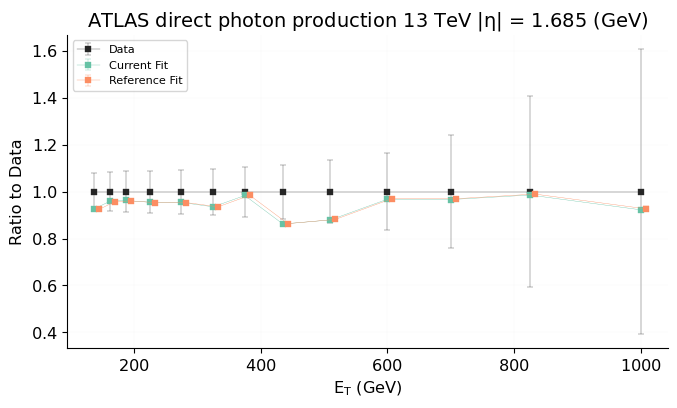 ATLAS direct photon production 13 TeV |η| = 1.685 (GeV)
Data
Current Fit
Reference Fit
Ratio to Data
1.6
1.4
1.2
1.0
0.8
0.6
0.4
200 400 600 800 1000
E_T (GeV)